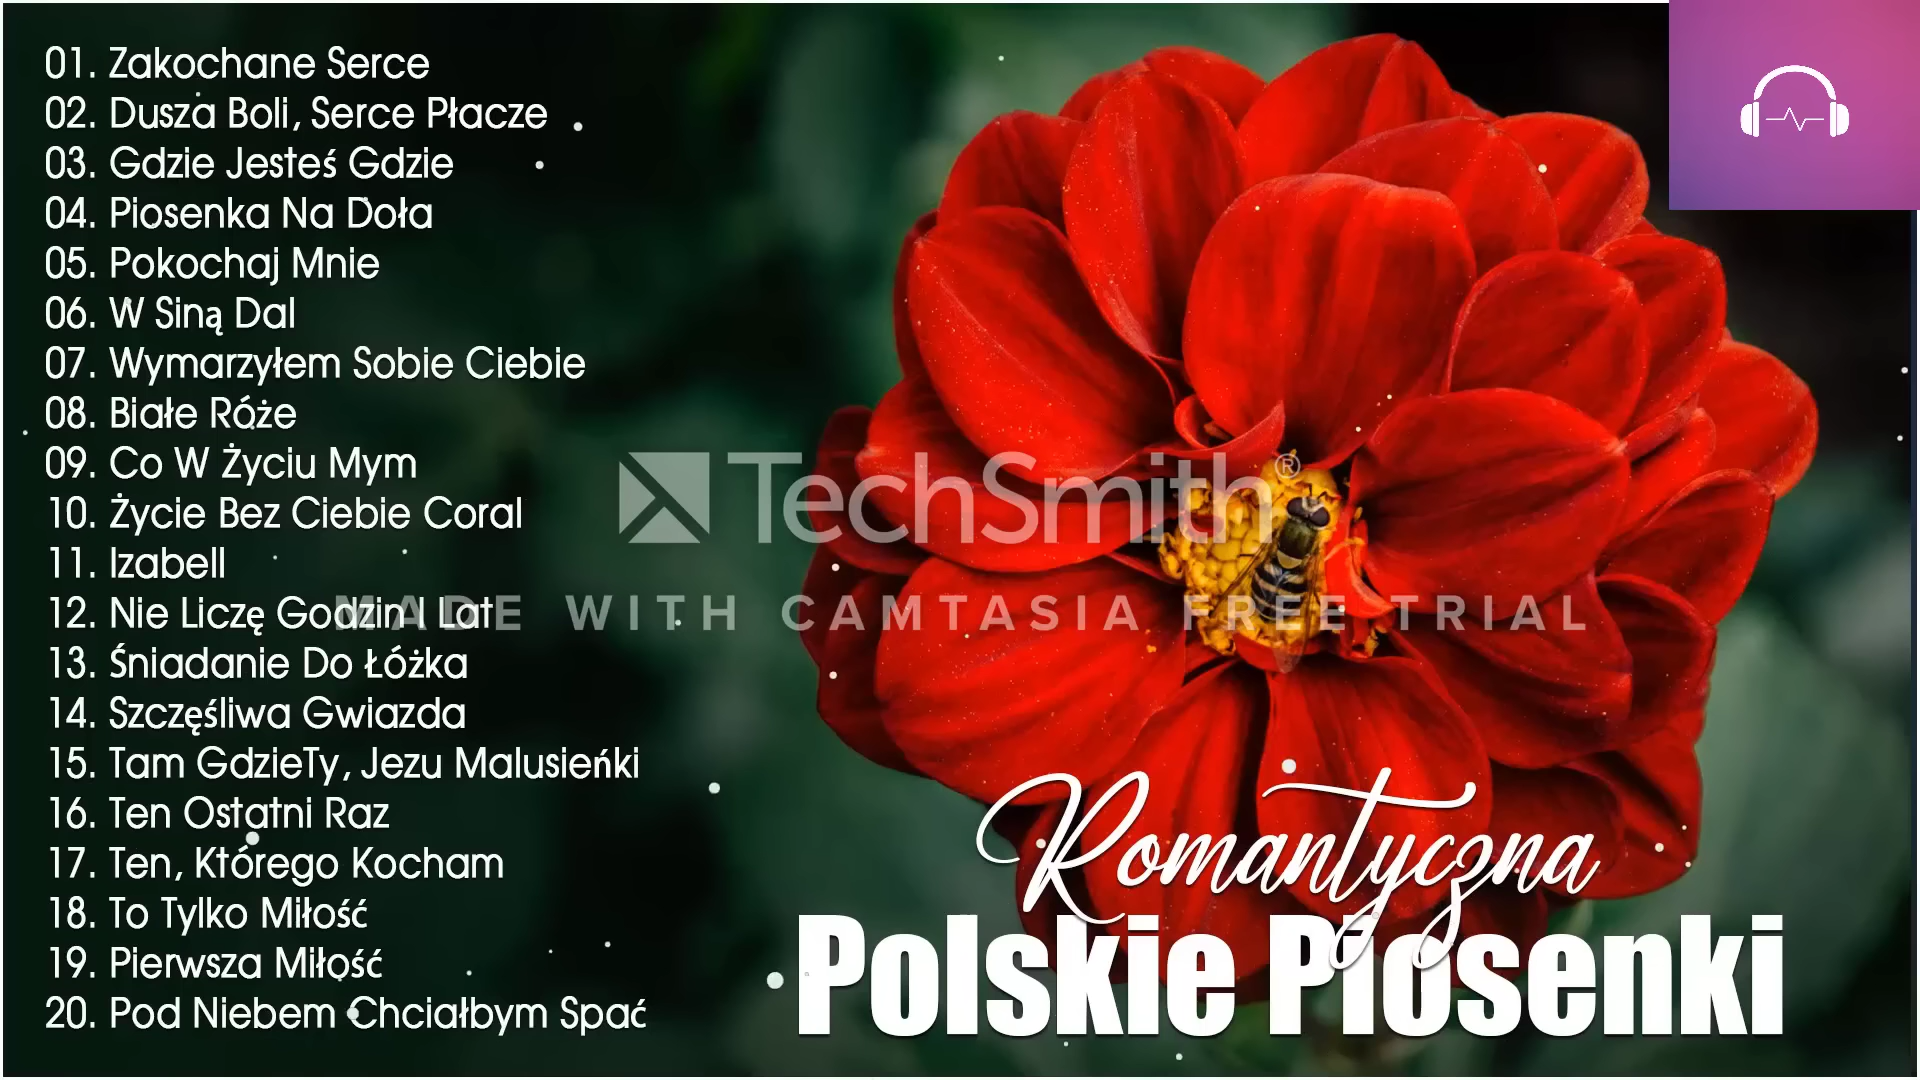 01. Zakochane Serce
02. Dusza Boli, Serce Płacze
03. Gdzie Jesteś Gdzie
04. Piosenka Na Doła
05. Pokochaj Mnie
06. W Siną Dal
07. Wymarzyłem Sobie Ciebie
08. Białe Róże
09. Co W Życiu Mym
10. Życie Bez Ciebie Coral
11. Izabell
12. Nie Liczę Godzin I Lat
13. Śniadanie Do Łóżka
14. Szczęśliwa Gwiazda
15. Tam GdzieTy, Jezu Malusieńki
16. Ten Ostatni Raz
17. Ten, Którego Kocham
18. To Tylko Miłość
19. Pierwsza Miłość
20. Pod Niebem Chciałbym Spać
TechSmith®
MADE WITH CAMTASIA FREE TRIAL
Romantyczna
Polskie Piosenki